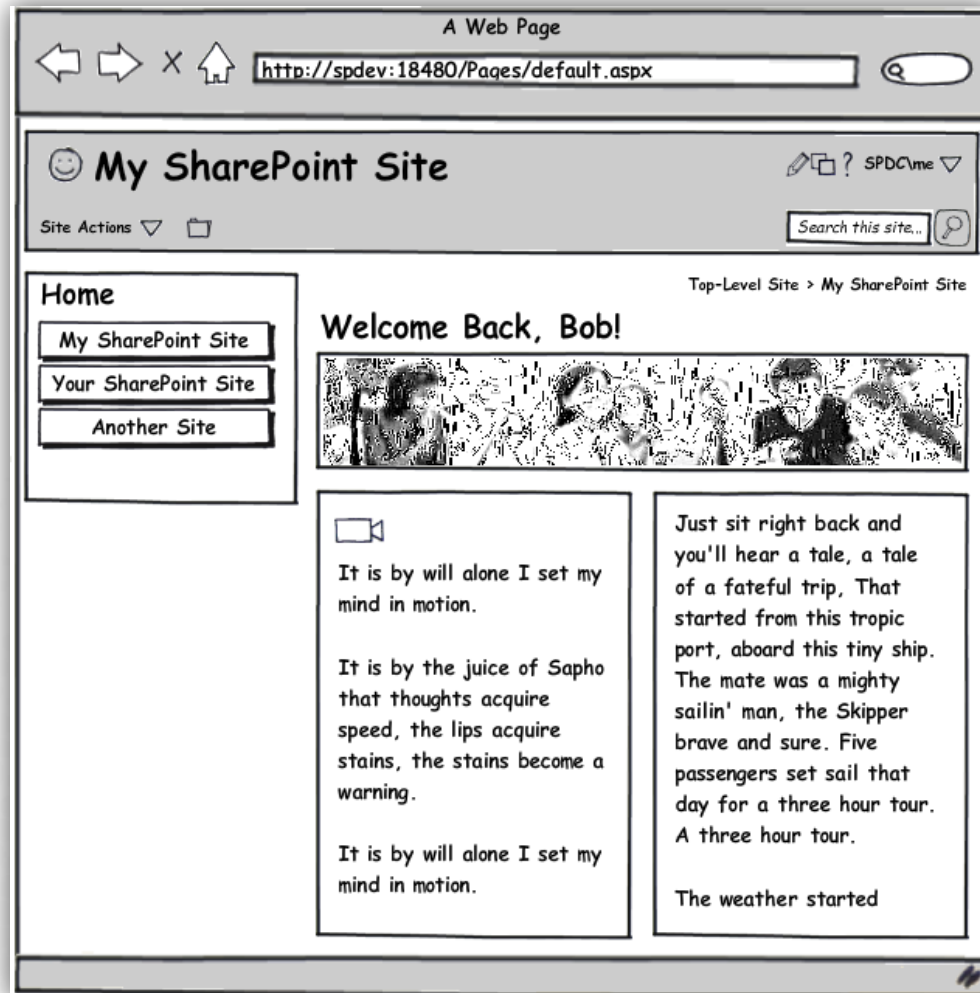 A Web Page
http://spdev:18480/Pages/default.aspx
My SharePoint Site
? SPDC\me
Site Actions
Search this site...
Home
My SharePoint Site
Your SharePoint Site
Another Site
Top-Level Site > My SharePoint Site
Welcome Back, Bob!
It is by will alone I set my
mind in motion.
It is by the juice of Sapho
that thoughts acquire
speed, the lips acquire
stains, the stains become a
warning.
It is by will alone I set my
mind in motion.
Just sit right back and
you'll hear a tale, a tale
of a fateful trip, That
started from this tropic
port, aboard this tiny ship.
The mate was a mighty
sailin' man, the Skipper
brave and sure. Five
passengers set sail that
day for a three hour tour.
A three hour tour.
The weather started